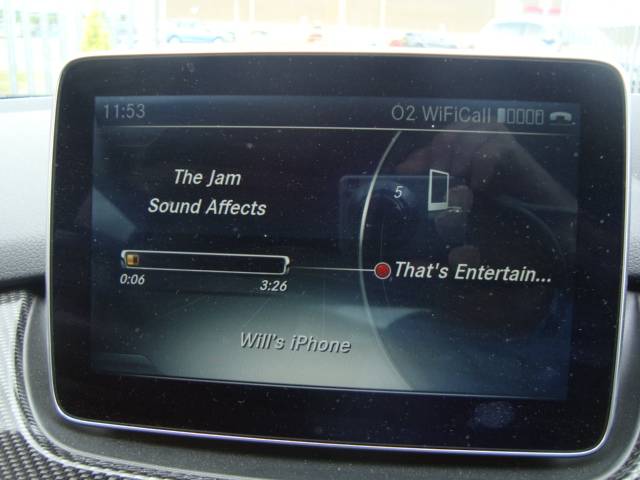 11:53
O2 WiFiCall
The Jam
Sound Affects
5
0:06
3:26
That's Entertain...
Will's iPhone